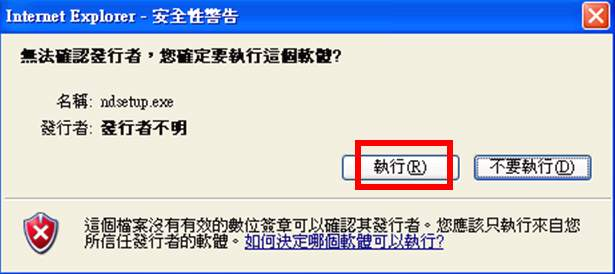 Internet Explorer - 安全性警告
無法確認發行者，您確定要執行這個軟體?
名稱: ndsetup.exe
發行者: 發行者不明
執行(R)
不要執行(D)
這個檔案沒有有效的數位簽章可以確認其發行者。您應該只執行來自您
所信任發行者的軟體。如何決定哪個軟體可以執行?